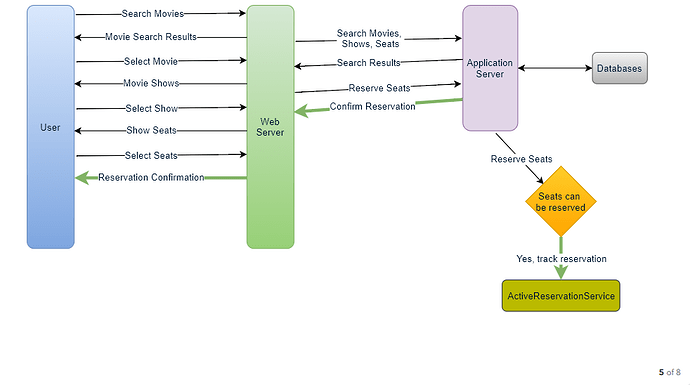 Search Movies
Movie Search Results
Select Movie
Movie Shows
Select Show
Show Seats
Select Seats
Reservation Confirmation
User
Web
Server
Search Movies,
Shows, Seats
Search Results
Reserve Seats
Confirm Reservation
Application
Server
Databases
Reserve Seats
Seats can
be reserved
Yes, track reservation
ActiveReservationService
5 of 8